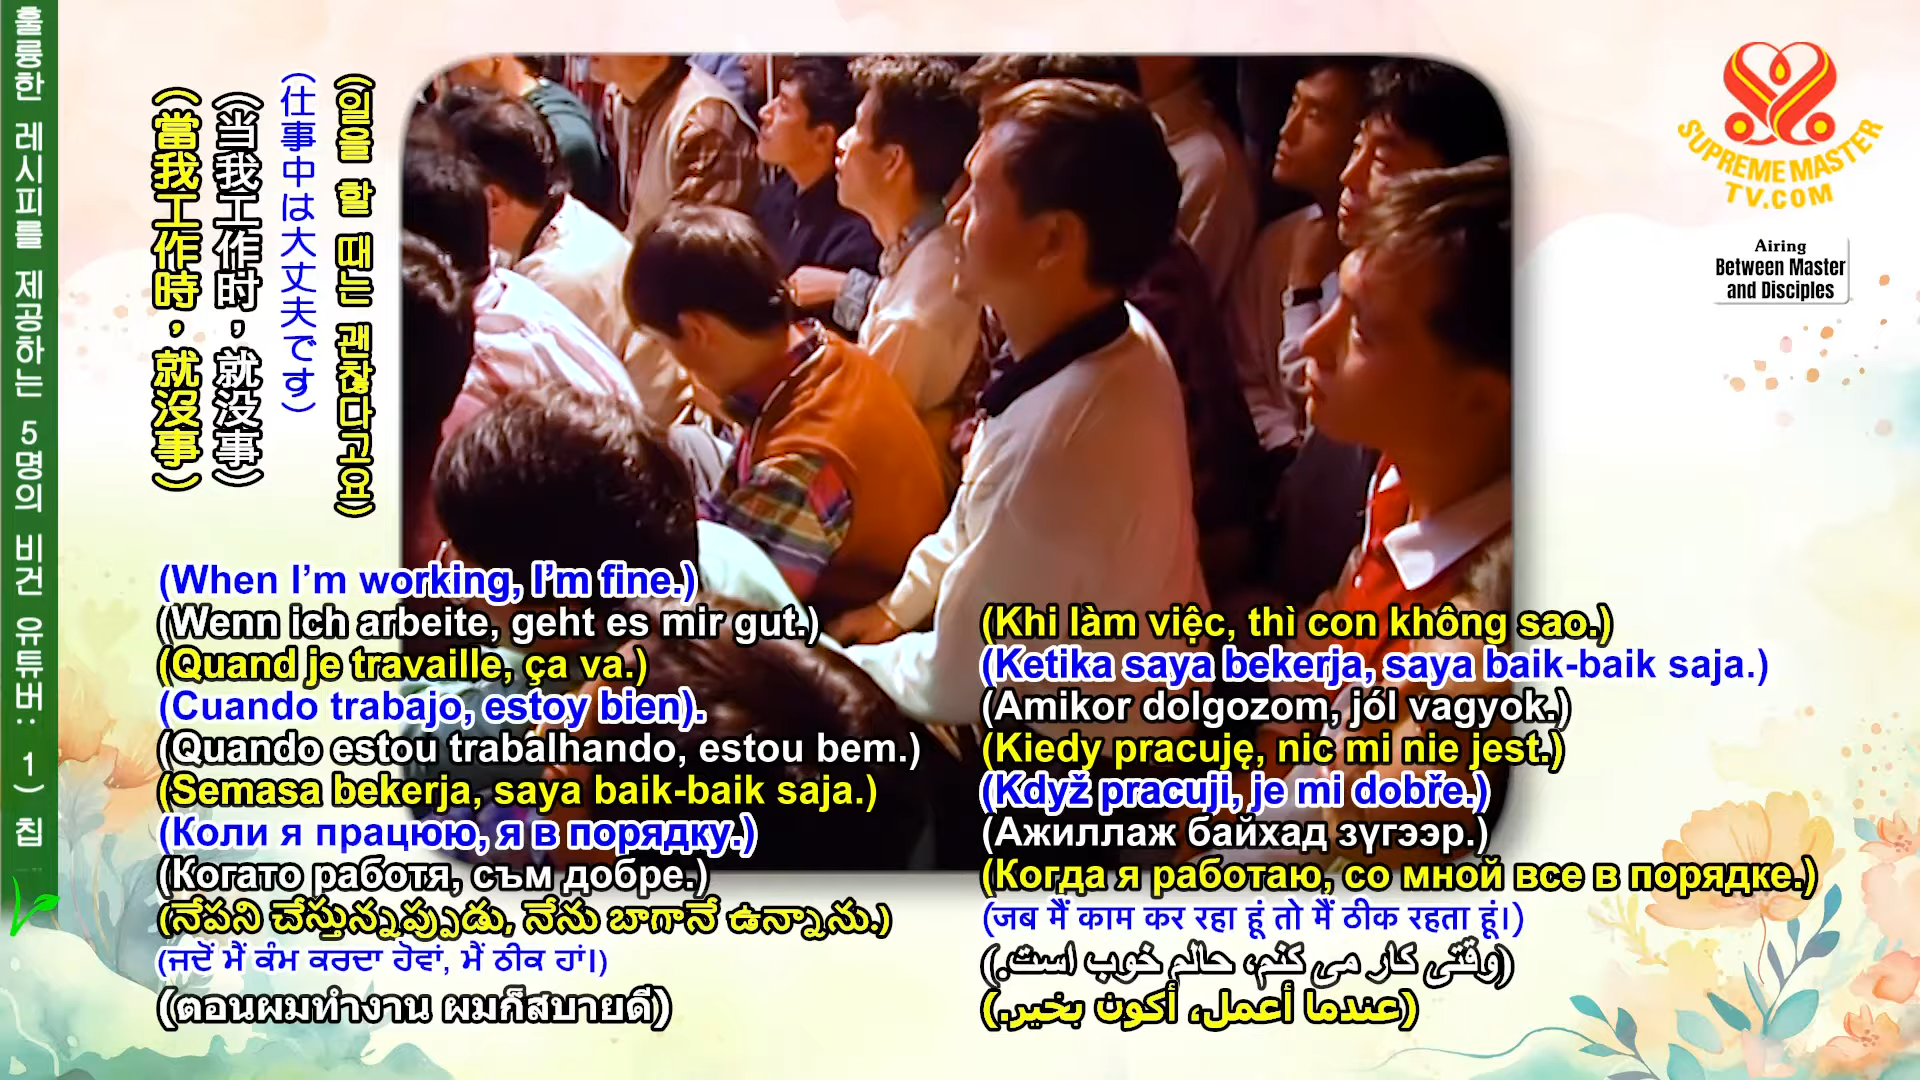 훌륭한 레시피를 제공하는 5명의 비건 유튜버: 1) 칩
(當我工作時，就沒事)
(当我工作时，就没事)
(仕事中は大丈夫です)
(일을 할 때는 괜찮다고요)
SUPREME MASTER
TV.COM
Airing
Between Master
and Disciples
(When I’m working, I’m fine.)
(Wenn ich arbeite, geht es mir gut.)
(Quand je travaille, ça va.)
(Cuando trabajo, estoy bien).
(Quando estou trabalhando, estou bem.)
(Semasa bekerja, saya baik-baik saja.)
(Коли я працюю, я в порядку.)
(Когато работя, съм добре.)
(నేపని చేస్తున్నప్పుడు, నేను బాగానే ఉన్నాను.)
(ਜਦੋਂ ਮੈਂ ਕੰਮ ਕਰਦਾ ਹੋਵਾਂ, ਮੈਂ ਠੀਕ ਹਾਂ।)
(ตอนผมทำงาน ผมก็สบายดี)
(Khi làm việc, thì con không sao.)
(Ketika saya bekerja, saya baik-baik saja.)
(Amikor dolgozom, jól vagyok.)
(Kiedy pracuję, nic mi nie jest.)
(Když pracuji, je mi dobře.)
(Ажиллаж байхад зүгээр.)
(Когда я работаю, со мной все в порядке.)
(जब मैं काम कर रहा हूं तो मैं ठीक रहता हूं।)
(وقتی کار می کنم، حالم خوب است.)
(عندما أعمل، أكون بخير.)